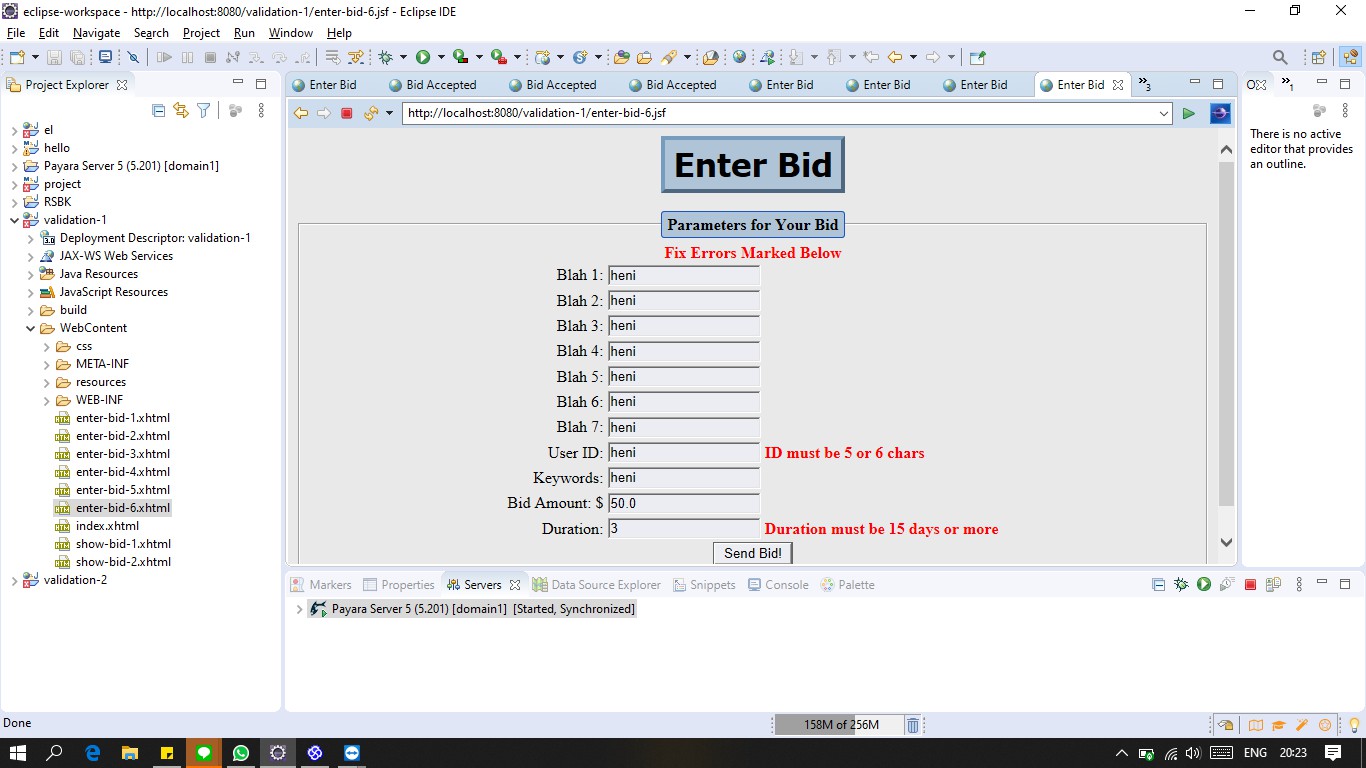 eclipse-workspace - http://localhost:8080/validation-1/enter-bid-6.jsf - Eclipse IDE
File Edit Navigate Search Project Run Window Help
Project Explorer
Enter Bid Bid Accepted Bid Accepted Bid Accepted Enter Bid Enter Bid Enter Bid Enter Bid »3
O »1
http://localhost:8080/validation-1/enter-bid-6.jsf
el
hello
Payara Server 5 (5.201) [domain1]
project
RSBK
validation-1
Deployment Descriptor: validation-1
JAX-WS Web Services
Java Resources
JavaScript Resources
build
WebContent
css
META-INF
resources
WEB-INF
enter-bid-1.xhtml
enter-bid-2.xhtml
enter-bid-3.xhtml
enter-bid-4.xhtml
enter-bid-5.xhtml
enter-bid-6.xhtml
index.xhtml
show-bid-1.xhtml
show-bid-2.xhtml
validation-2
Enter Bid
Parameters for Your Bid
Fix Errors Marked Below
Blah 1: heni
Blah 2: heni
Blah 3: heni
Blah 4: heni
Blah 5: heni
Blah 6: heni
Blah 7: heni
User ID: heni ID must be 5 or 6 chars
Keywords: heni
Bid Amount: $ 50.0
Duration: 3 Duration must be 15 days or more
Send Bid!
There is no active
editor that provides
an outline.
Markers Properties Servers Data Source Explorer Snippets Console Palette
Payara Server 5 (5.201) [domain1] [Started, Synchronized]
Done
158M of 256M
ENG 20:23